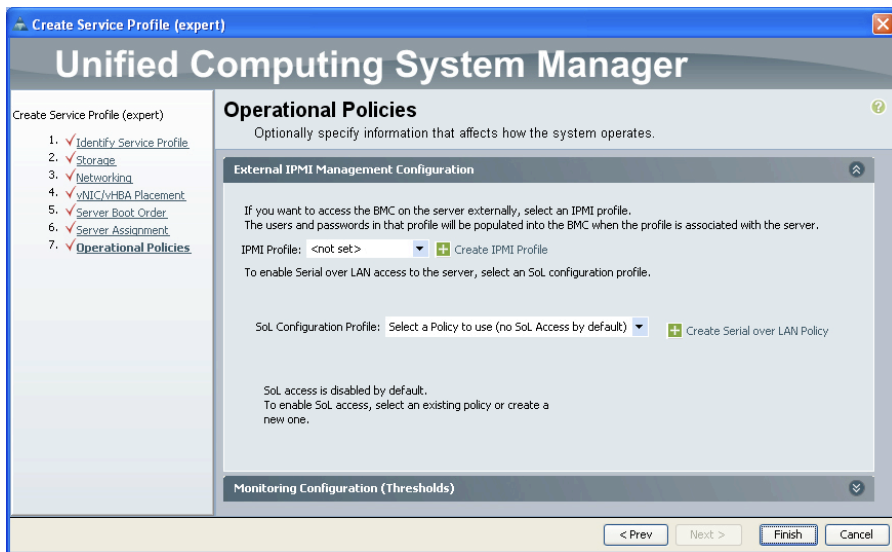 Create Service Profile (expert)
Unified Computing System Manager
Create Service Profile (expert)
1. Identify Service Profile
2. Storage
3. Networking
4. vNIC/vHBA Placement
5. Server Boot Order
6. Server Assignment
7. Operational Policies
Operational Policies
Optionally specify information that affects how the system operates.
External IPMI Management Configuration
If you want to access the BMC on the server externally, select an IPMI profile.
The users and passwords in that profile will be populated into the BMC when the profile is associated with the server.
IPMI Profile: <not set> Create IPMI Profile
To enable Serial over LAN access to the server, select an SoL configuration profile.
SoL Configuration Profile: Select a Policy to use (no SoL Access by default) Create Serial over LAN Policy
SoL access is disabled by default.
To enable SoL access, select an existing policy or create a
new one.
Monitoring Configuration (Thresholds)
< Prev Next > Finish Cancel